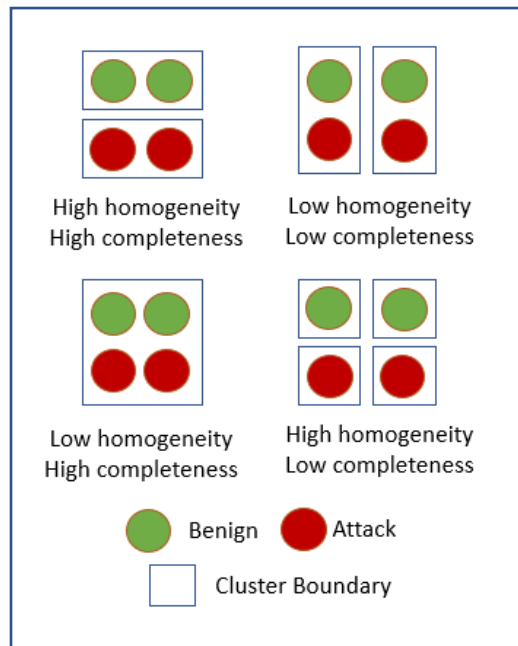 High homogeneity
High completeness
Low homogeneity
Low completeness
Low homogeneity
High completeness
High homogeneity
Low completeness
Benign
Attack
Cluster Boundary